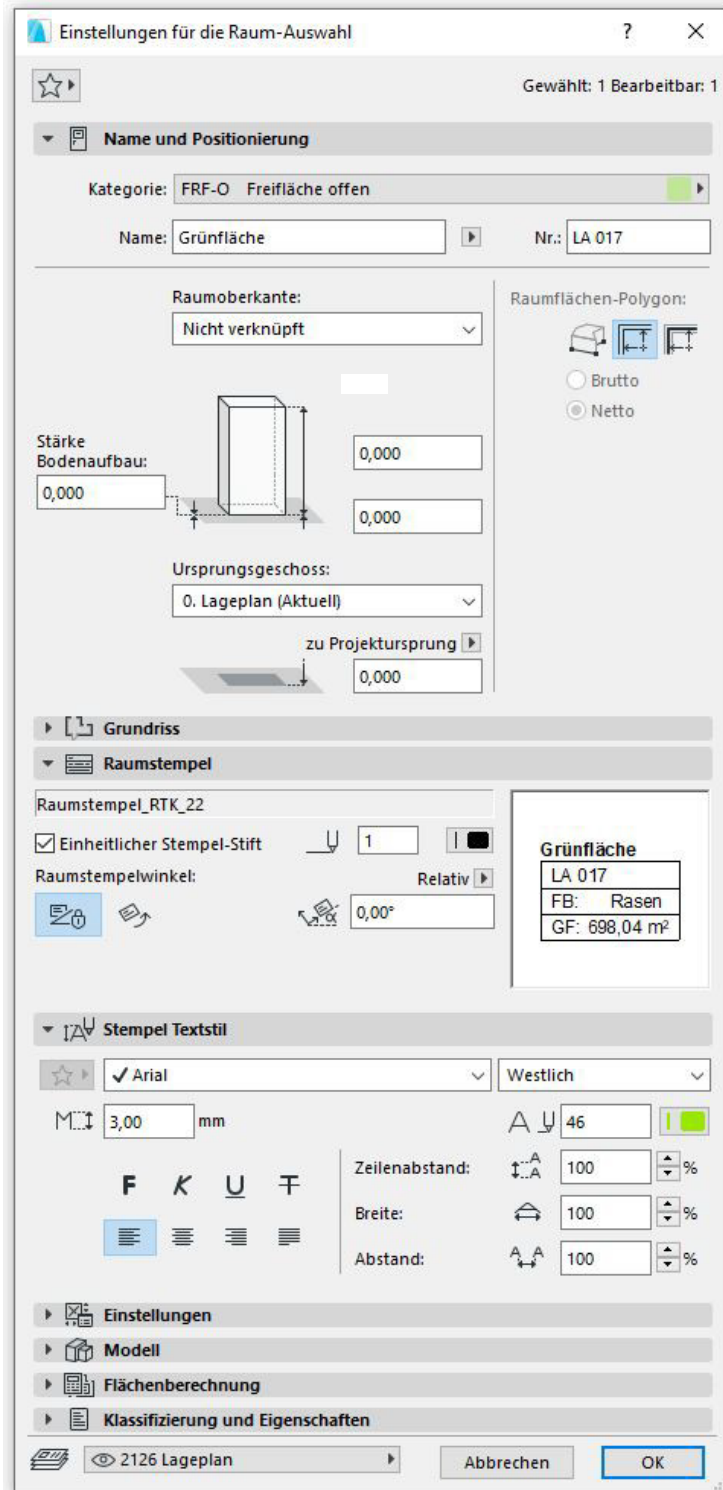 Einstellungen für die Raum-Auswahl ?
Gewählt: 1 Bearbeitbar: 1
Name und Positionierung
Kategorie: FRF-O Freifläche offen
Name: Grünfläche Nr.: LA 017
Raumoberkante: Raumflächen-Polygon:
Nicht verknüpft
Brutto
Netto
Stärke
Bodenaufbau:
0,000
0,000
0,000
Ursprungsgeschoss:
0. Lageplan (Aktuell)
zu Projektursprung
0,000
Grundriss
Raumstempel
Raumstempel_RTK_22
Einheitlicher Stempel-Stift 1
Raumstempelwinkel: Relativ
0,00°
Grünfläche
LA 017
FB: Rasen
GF: 698,04 m²
Stempel Textstil
Arial Westlich
3,00 mm 46
F K U T
Zeilenabstand: 100 %
Breite: 100 %
Abstand: 100 %
Einstellungen
Modell
Flächenberechnung
Klassifizierung und Eigenschaften
2126 Lageplan Abbrechen OK